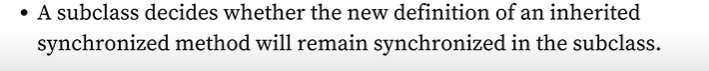 • A subclass decides whether the new definition of an inherited
synchronized method will remain synchronized in the subclass.